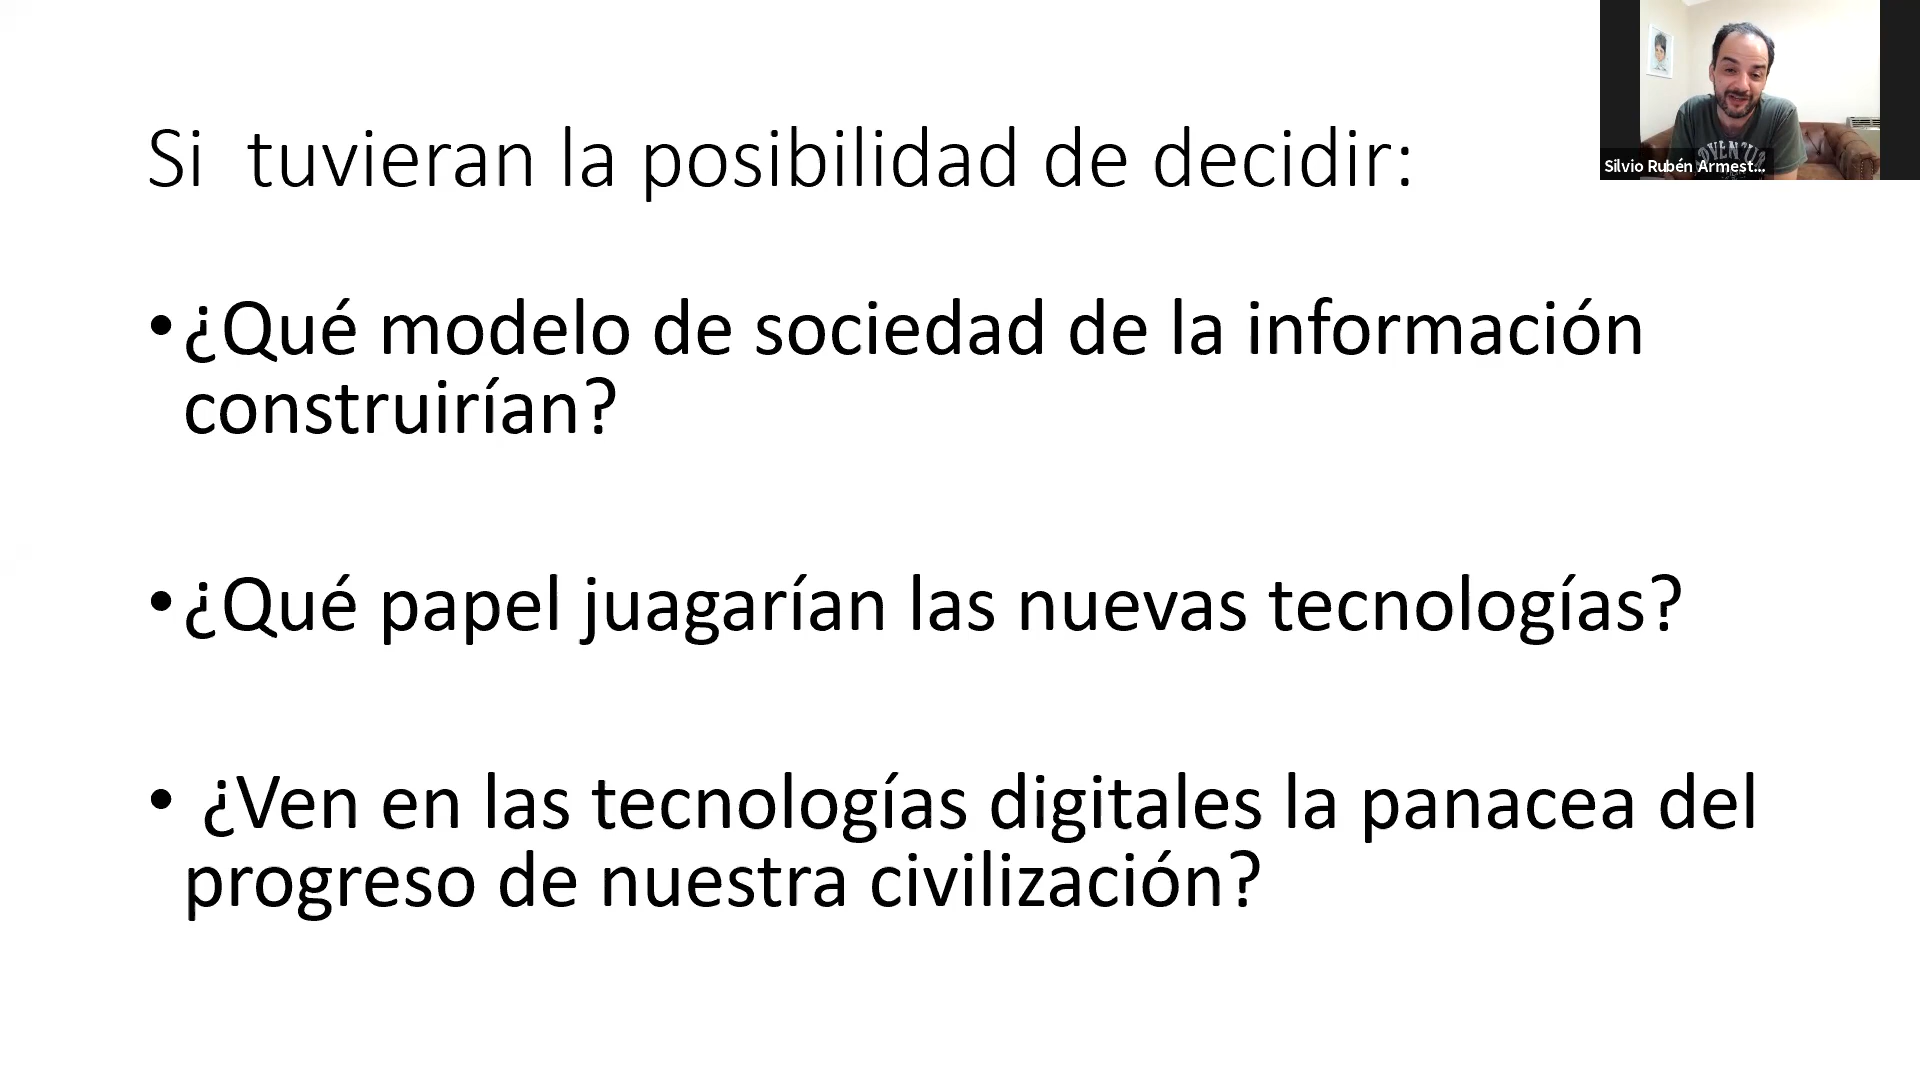 Si  tuvieran la posibilidad de decidir:
•¿Qué modelo de sociedad de la información
construirían?
•¿Qué papel juagarían las nuevas tecnologías?
• ¿Ven en las tecnologías digitales la panacea del
progreso de nuestra civilización?
Silvio Rubén Armest...